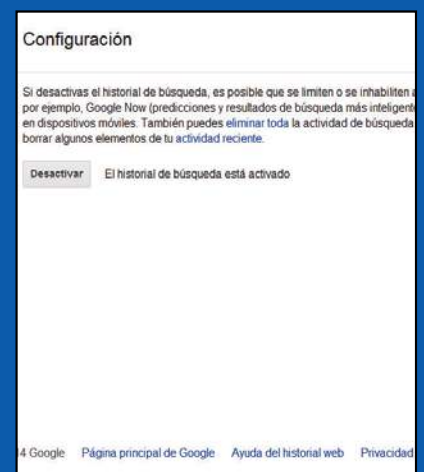 Configuración
Si desactivas el historial de búsqueda, es posible que se limiten o se inhabiliten
por ejemplo, Google Now (predicciones y resultados de búsqueda más
en dispositivos móviles. También puedes eliminar toda la actividad de búsqueda
borrar algunos elementos de tu actividad reciente.
Desactivar El historial de búsqueda está activado
4 Google Página principal de Google Ayuda del historial web Privacidad